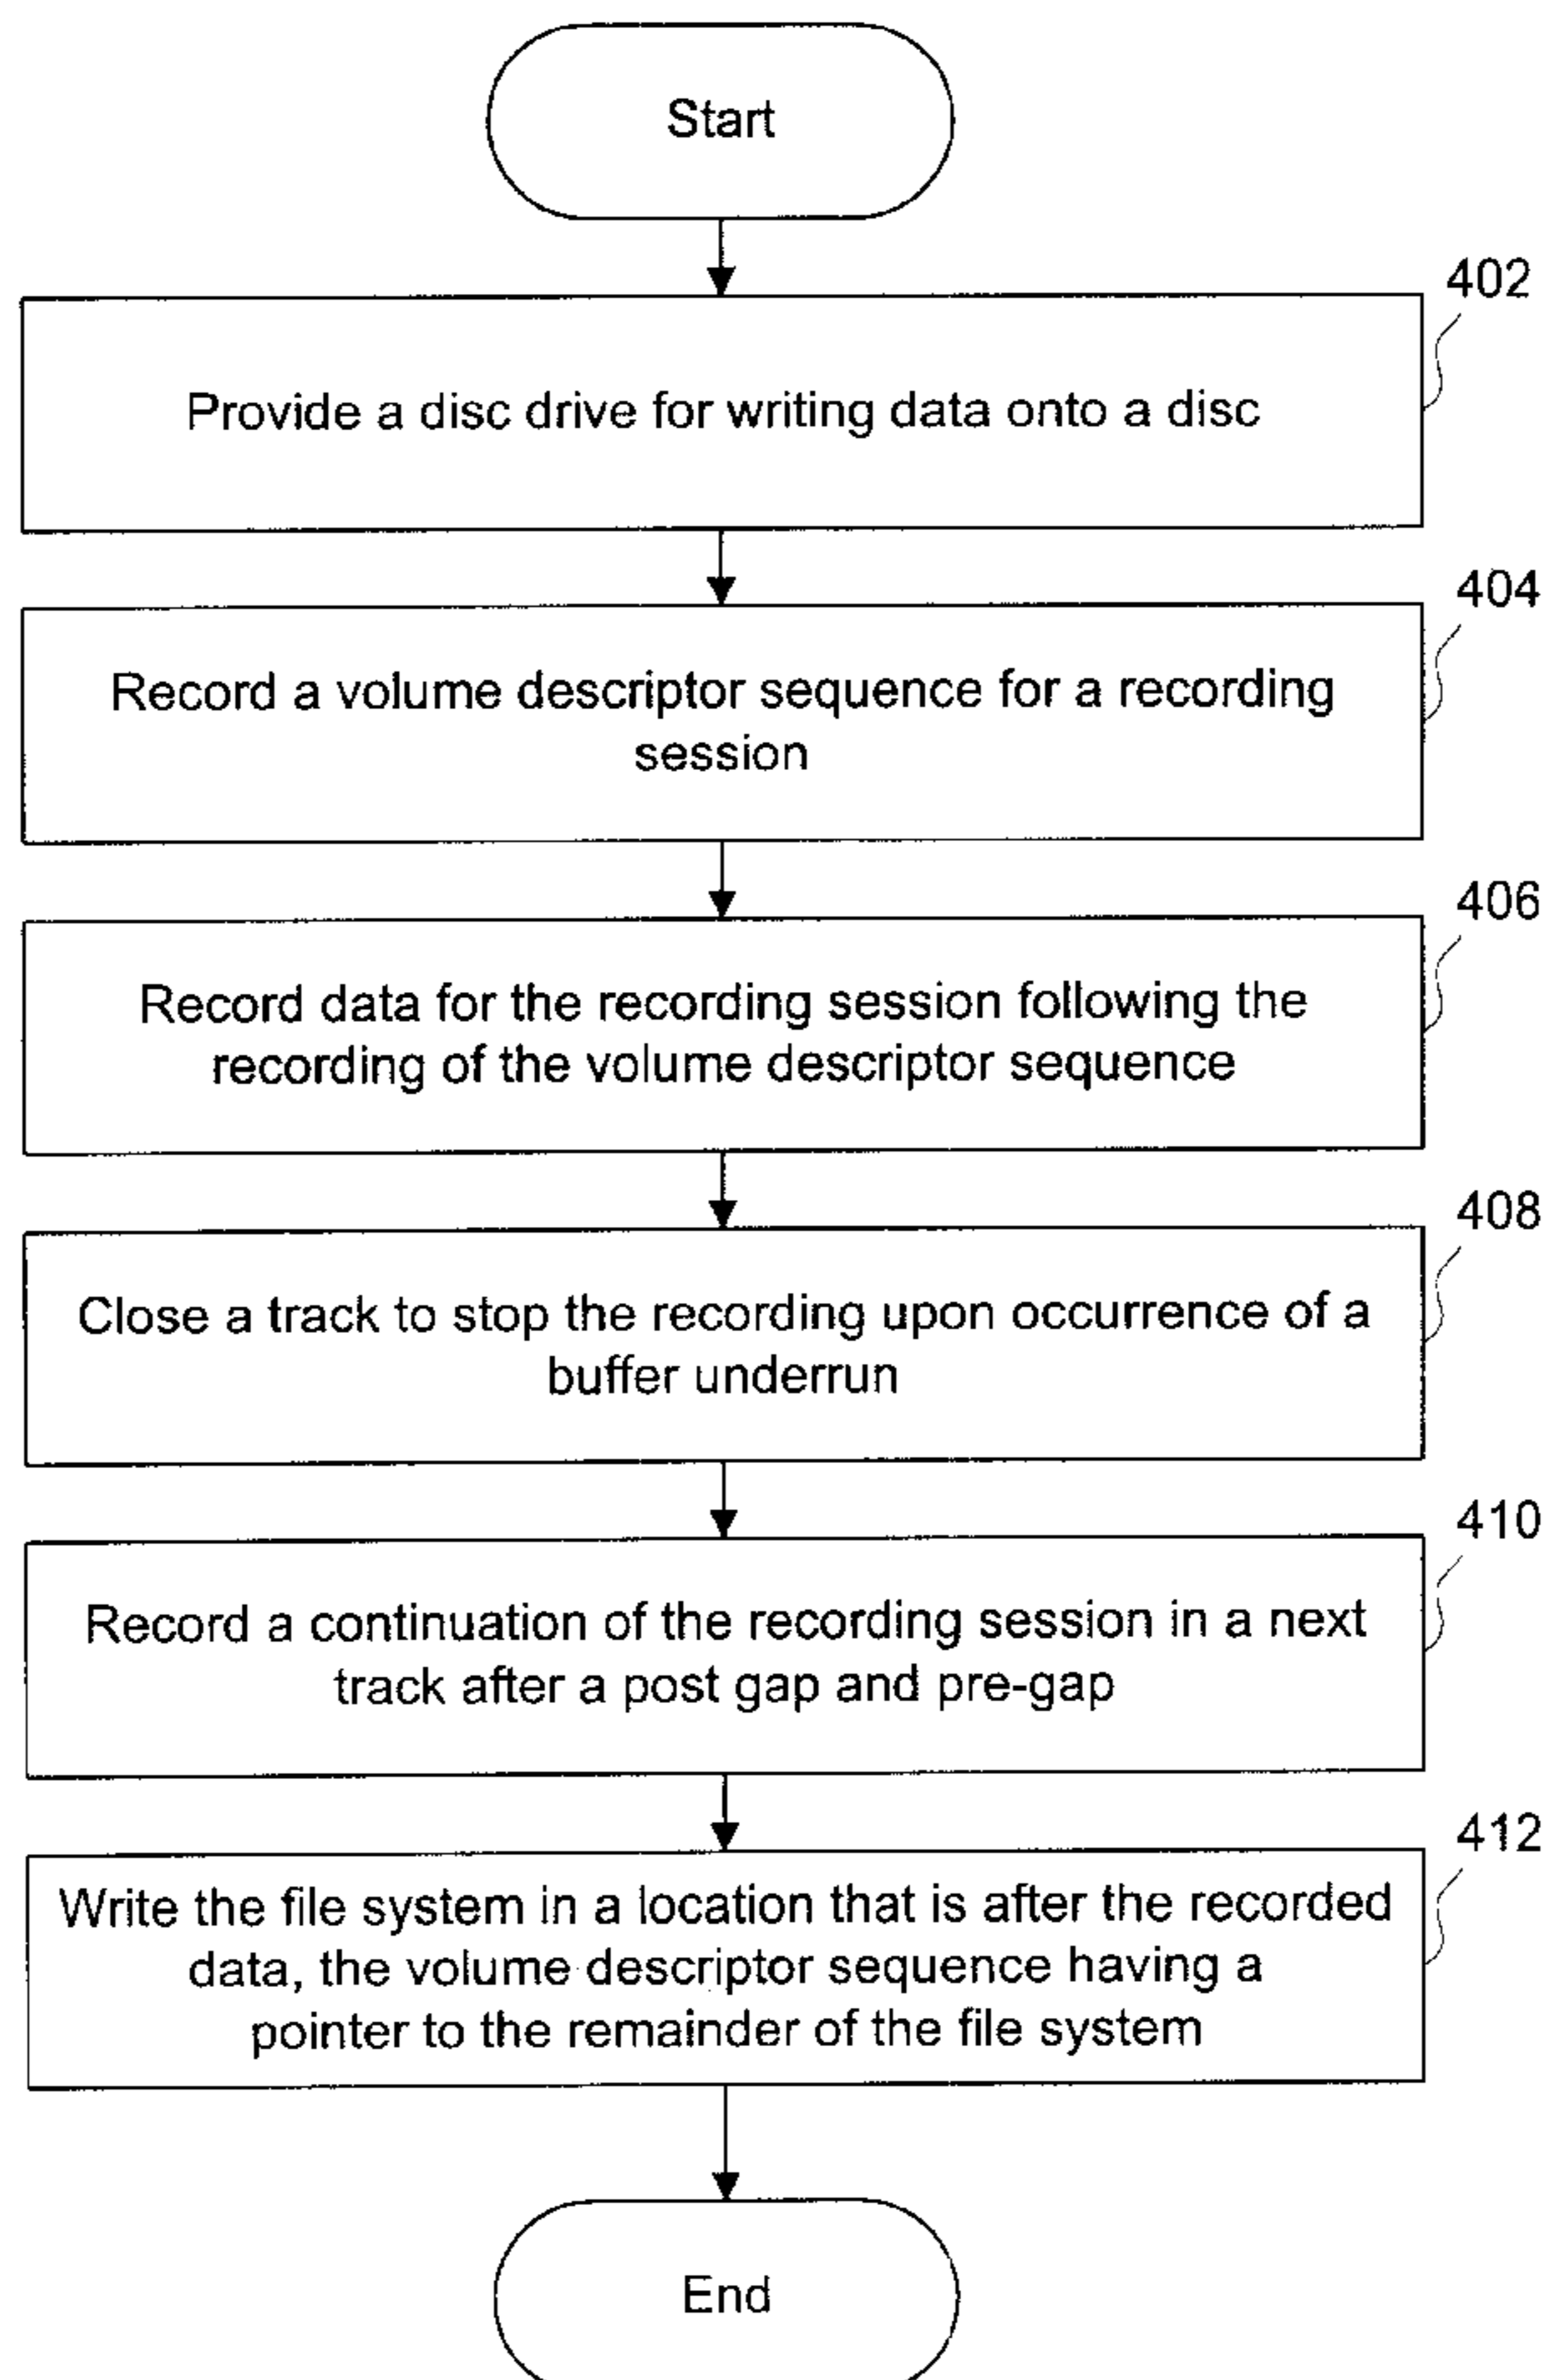 Start
402
Provide a disc drive for writing data onto a disc
404
Record a volume descriptor sequence for a recording
session
406
Record data for the recording session following the
recording of the volume descriptor sequence
408
Close a track to stop the recording upon occurrence of a
buffer underrun
410
Record a continuation of the recording session in a next
track after a post gap and pre-gap
412
Write the file system in a location that is after the recorded
data, the volume descriptor sequence having a
pointer to the remainder of the file system
End